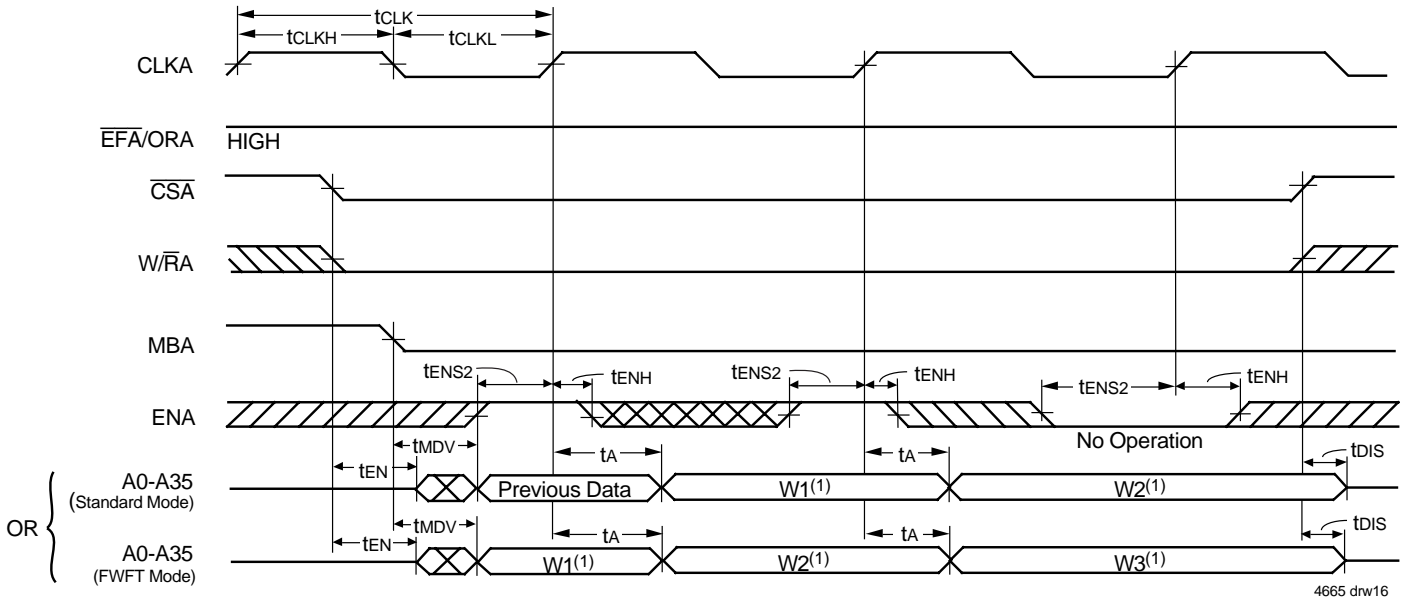 tCLK
tCLKH
tCLKL
CLKA
EFA/ORA
HIGH
CSA
W/RA
MBA
tENS2
tENH
tENS2
tENH
tENS2
tENH
ENA
No Operation
tMDV
tEN
tA
tA
tDIS
A0-A35
(Standard Mode)
Previous Data
W1(1)
W2(1)
OR
tMDV
tEN
tA
tA
tDIS
A0-A35
(FWFT Mode)
W1(1)
W2(1)
W3(1)
4665 drw16